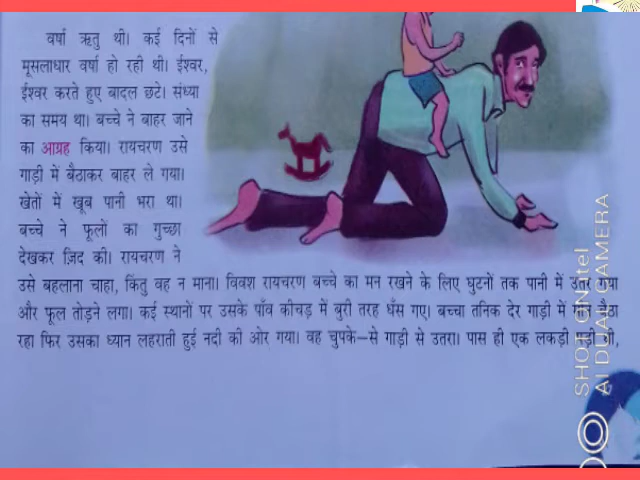 वर्षा ऋतु थी। कई दिनों से
मूसलाधार वर्षा हो रही थी। ईश्वर,
ईश्वर करते हुए बादल छटे। संध्या
का समय था। बच्चे ने बाहर जाने
का आग्रह किया। रायचरण उसे
गाड़ी में बैठाकर बाहर ले गया।
खेतों में खूब पानी भरा था।
बच्चे ने फूलों का गुच्छा
देखकर ज़िद की। रायचरण ने
उसे बहलाना चाहा, किंतु वह न माना। विवश रायचरण बच्चे का मन रखने के लिए घुटनों तक पानी में उतर गया
और फूल तोड़ने लगा। कई स्थानों पर उसके पाँव कीचड़ में बुरी तरह धँस गए। बच्चा तनिक देर गाड़ी में बैठा
रहा फिर उसका ध्यान लहराती हुई नदी की ओर गया। वह चुपके-से गाड़ी से उतरा। पास ही एक लकड़ी थी,
SHOT ON itel
AI DUAL CAMERA